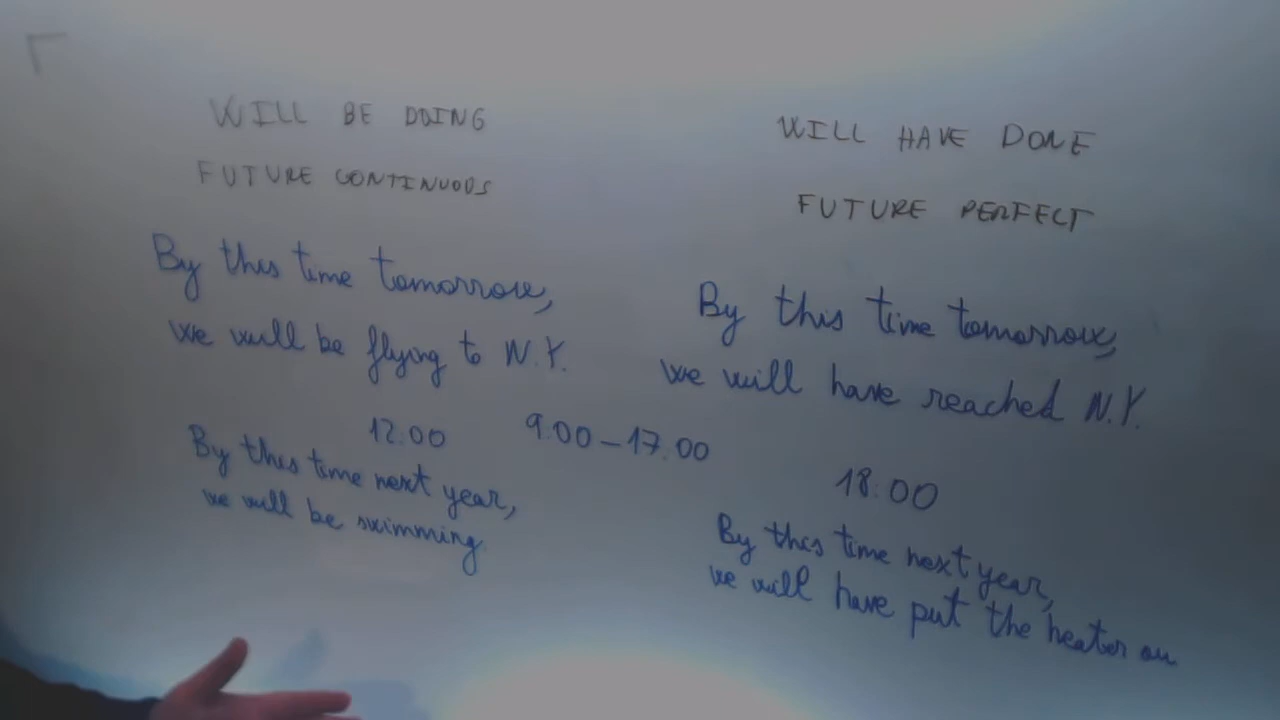 WILL BE DOING
FUTURE CONTINUOUS
By this time tomorrow,
we will be flying to N.Y.
12:00
9:00 – 17:00
By this time next year,
we will be swimming
WILL HAVE DONE
FUTURE PERFECT
By this time tomorrow,
we will have reached N.Y.
18:00
By this time next year,
we will have put the heater on